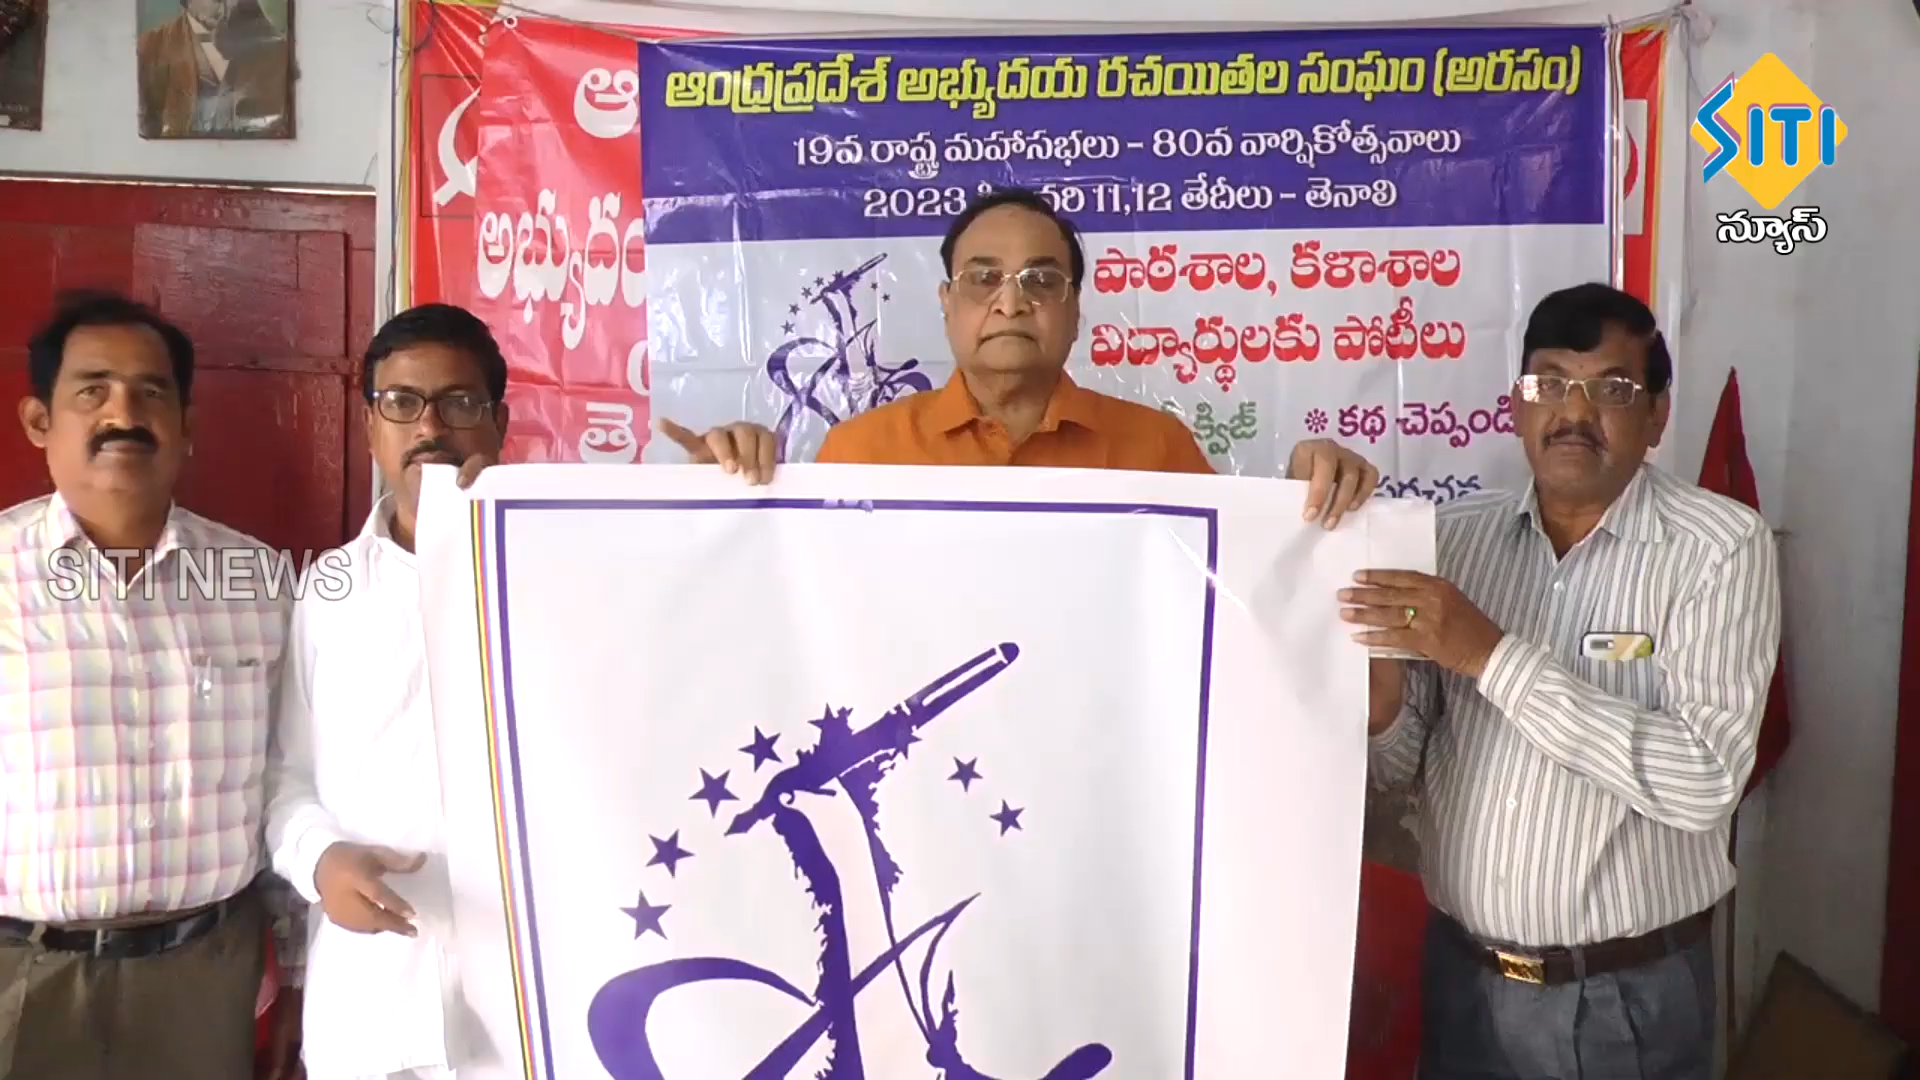 ఆంధ్రప్రదేశ్ అభ్యుదయ రచయితల సంఘం (అరసం)
19వ రాష్ట్ర మహాసభలు - 80వ వార్షికోత్సవాలు
2023 11,12 తేదీలు - తెనాలి
పాఠశాల, కళాశాల
విద్యార్థులకు పోటీలు
క్విజ్ ❋ కథ చెప్పండి
SITI
న్యూస్
SITI NEWS